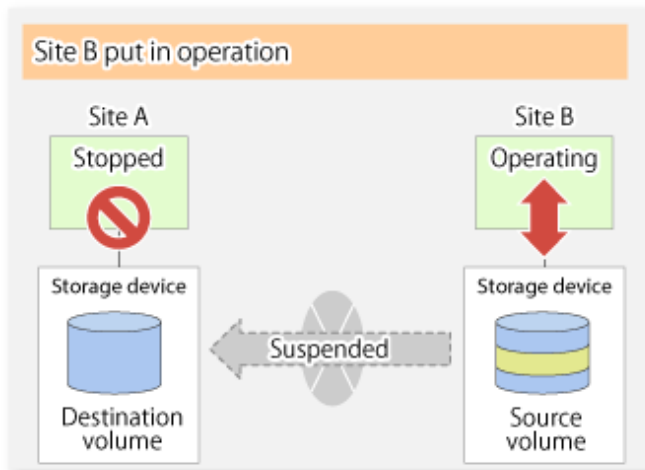 Site B put in operation
Site A
Site B
Stopped
Operating
Storage device
Storage device
Suspended
Destination
volume
Source
volume